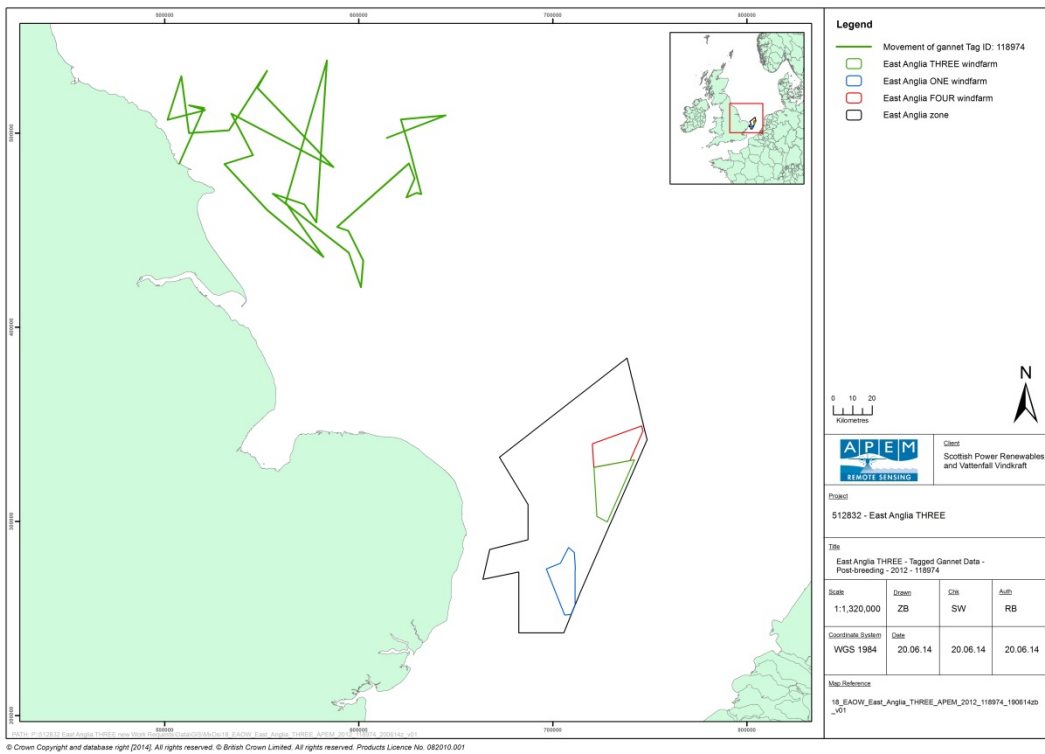 500000
600000
700000
800000
500000
400000
300000
200000
500000
600000
700000
800000
Legend
Movement of gannet Tag ID: 118974
East Anglia THREE windfarm
East Anglia ONE windfarm
East Anglia FOUR windfarm
East Anglia zone
N
0 10 20
Kilometres
APEM
REMOTE SENSING
Client
Scottish Power Renewables
and Vattenfall Vindkraft
Project
512832 - East Anglia THREE
Title
East Anglia THREE - Tagged Gannet Data -
Post-breeding - 2012 - 118974
Scale Drawn Chk Auth
1:1,320,000 ZB SW RB
Coordinate System Date
WGS 1984 20.06.14 20.06.14 20.06.14
Map Reference
18_EAOW_East_Anglia_THREE_APEM_2012_118974_190614zb
_v01
© Crown Copyright and database right [2014]. All rights reserved. © British Crown Limited. All rights reserved. Products Licence No. 082010.001